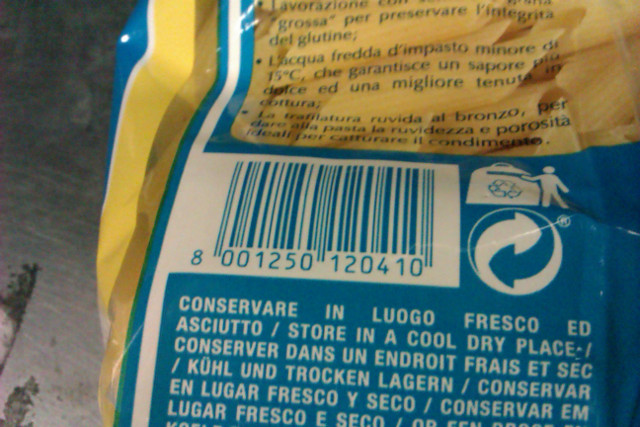 Lavorazione con
"grossa" per preservare l'integrità
del glutine;
• L'acqua fredda d'impasto minore di
15°C, che garantisce un sapore più
dolce ed una migliore tenuta in
cottura;
• La trafilatura ruvida al bronzo, per
dare alla pasta la ruvidezza e porosità
ideali per catturare il condimento.
8 001250 120410
®
CONSERVARE IN LUOGO FRESCO ED
ASCIUTTO / STORE IN A COOL DRY PLACE /
CONSERVER DANS UN ENDROIT FRAIS ET SEC
/ KÜHL UND TROCKEN LAGERN / CONSERVAR
EN LUGAR FRESCO Y SECO / CONSERVAR EM
LUGAR FRESCO E SECO / OP EEN DROGE EN